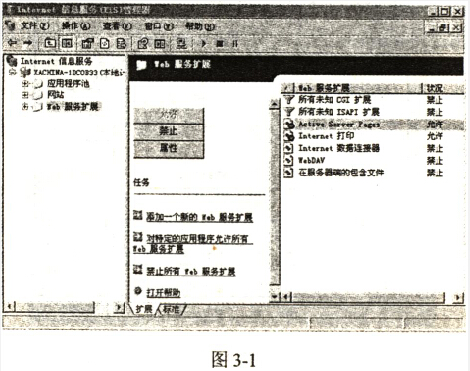 Internet 信息服务(IIS)管理器
文件(F) 操作(A) 查看(V) 窗口(W) 帮助(H)
Internet 信息服务
应用程序池
网站
Web 服务扩展
Web 服务扩展
允许
禁止
属性
任务
添加一个新的 Web 服务扩展
对特定的应用程序允许所有
Web 服务扩展
禁止所有 Web 服务扩展
打开帮助
扩展 标准
Web 服务扩展 状况
所有未知 CGI 扩展 禁止
所有未知 ISAPI 扩展 禁止
Active Server Pages 允许
Internet 打印 允许
Internet 数据连接器 禁止
WebDAV 禁止
在服务器端的包含文件 禁止
图 3-1